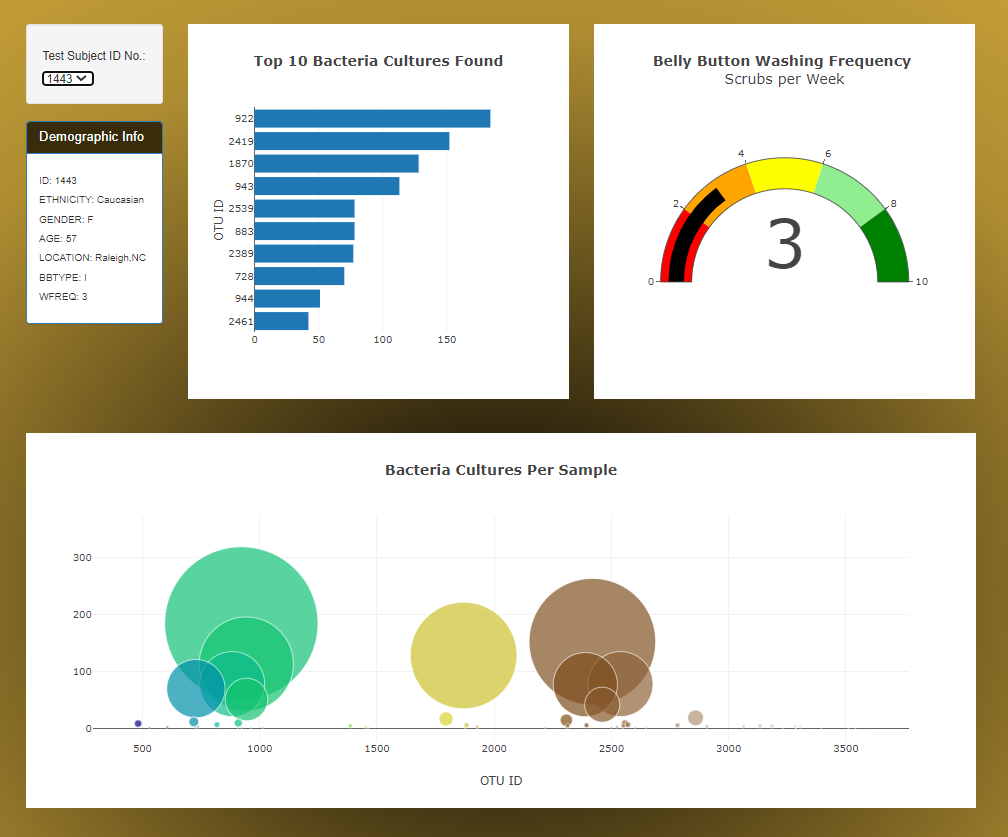 Test Subject ID No.:
1443
Demographic Info
ID: 1443
ETHNICITY: Caucasian
GENDER: F
AGE: 57
LOCATION: Raleigh,NC
BBTYPE: I
WFREQ: 3
Top 10 Bacteria Cultures Found
OTU ID
922
2419
1870
943
2539
883
2389
728
944
2461
0 50 100 150
Belly Button Washing Frequency
Scrubs per Week
0 2 4 6 8 10
3
Bacteria Cultures Per Sample
300
200
100
0
500 1000 1500 2000 2500 3000 3500
OTU ID